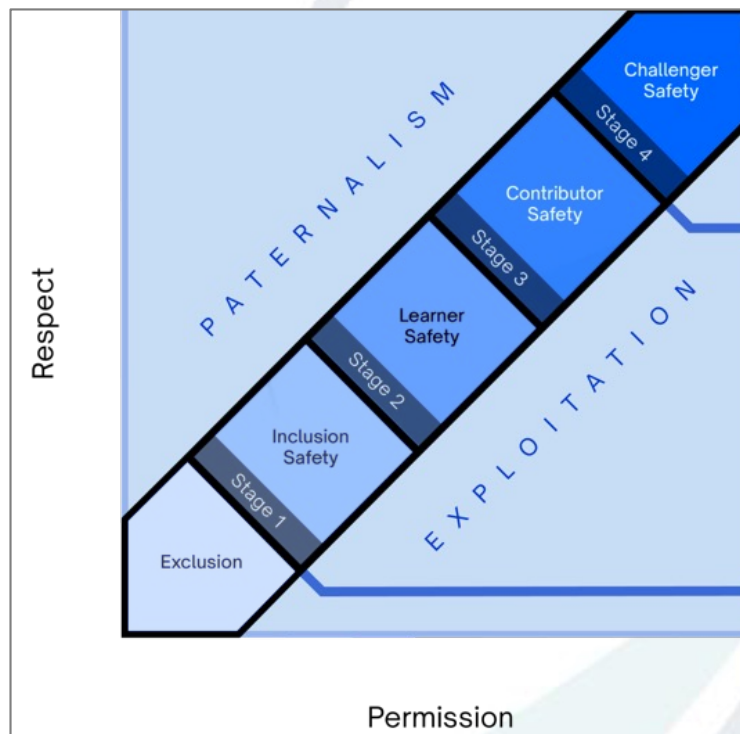 Challenger
Safety
Stage 4
PATERNALISM
Contributor
Safety
Stage 3
Respect
Learner
Safety
Stage 2
EXPLOITATION
Inclusion
Safety
Stage 1
Exclusion
Permission